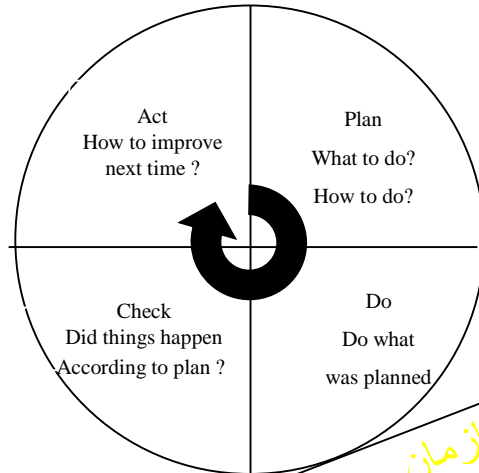 Act
How to improve
next time ?
Plan
What to do?
How to do?
Check
Did things happen
According to plan ?
Do
Do what
was planned